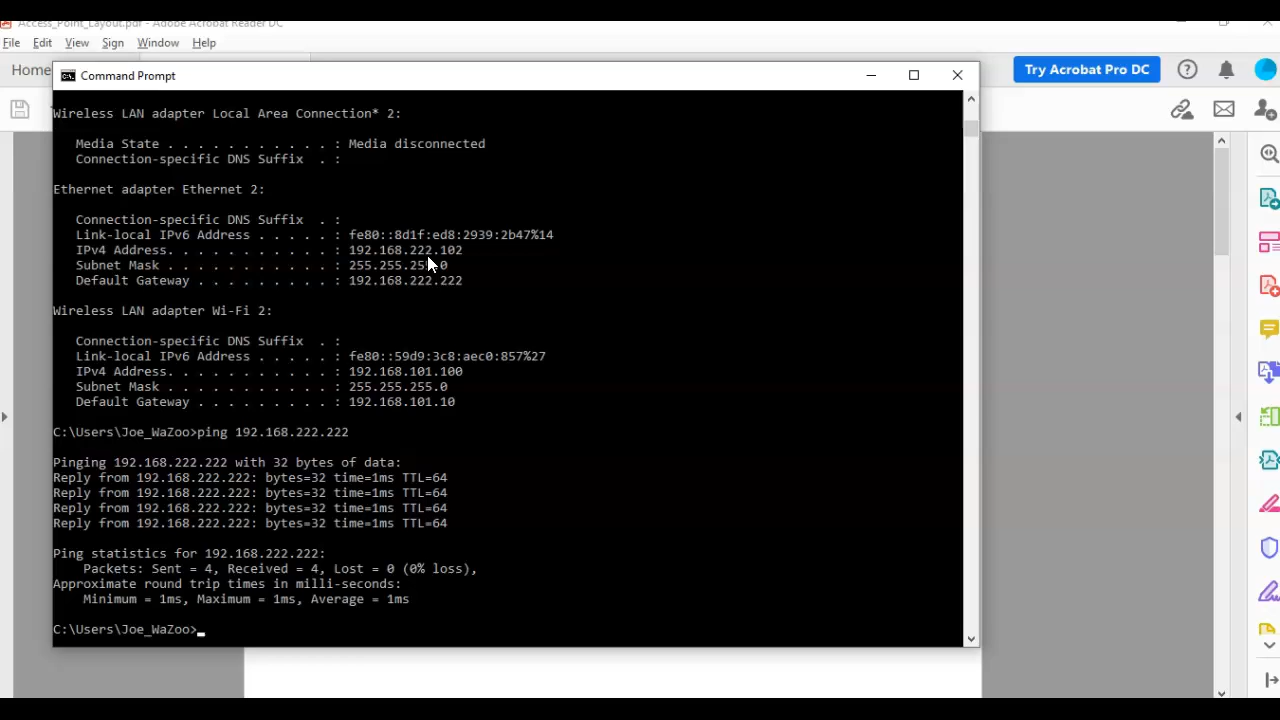 Access_Point_Layout.pdf - Adobe Acrobat Reader DC
File Edit View Sign Window Help
Home
Try Acrobat Pro DC
Command Prompt
Wireless LAN adapter Local Area Connection* 2:
Media State . . . . . . . . . . . : Media disconnected
Connection-specific DNS Suffix  . :
Ethernet adapter Ethernet 2:
Connection-specific DNS Suffix  . :
Link-local IPv6 Address . . . . . : fe80::8d1f:ed8:2939:2b47%14
IPv4 Address. . . . . . . . . . . : 192.168.222.102
Subnet Mask . . . . . . . . . . . :
Default Gateway . . . . . . . . . : 192.168.222.222
Wireless LAN adapter Wi-Fi 2:
Connection-specific DNS Suffix  . :
Link-local IPv6 Address . . . . . : fe80::59d9:3c8:aec0:857%27
IPv4 Address. . . . . . . . . . . : 192.168.101.100
Subnet Mask . . . . . . . . . . . : 255.255.255.0
Default Gateway . . . . . . . . . : 192.168.101.10
C:\Users\Joe_WaZoo>ping 192.168.222.222
Pinging 192.168.222.222 with 32 bytes of data:
Reply from 192.168.222.222: bytes=32 time=1ms TTL=64
Reply from 192.168.222.222: bytes=32 time=1ms TTL=64
Reply from 192.168.222.222: bytes=32 time=1ms TTL=64
Reply from 192.168.222.222: bytes=32 time=1ms TTL=64
Ping statistics for 192.168.222.222:
Packets: Sent = 4, Received = 4, Lost = 0 (0% loss),
Approximate round trip times in milli-seconds:
Minimum = 1ms, Maximum = 1ms, Average = 1ms
C:\Users\Joe_WaZoo>